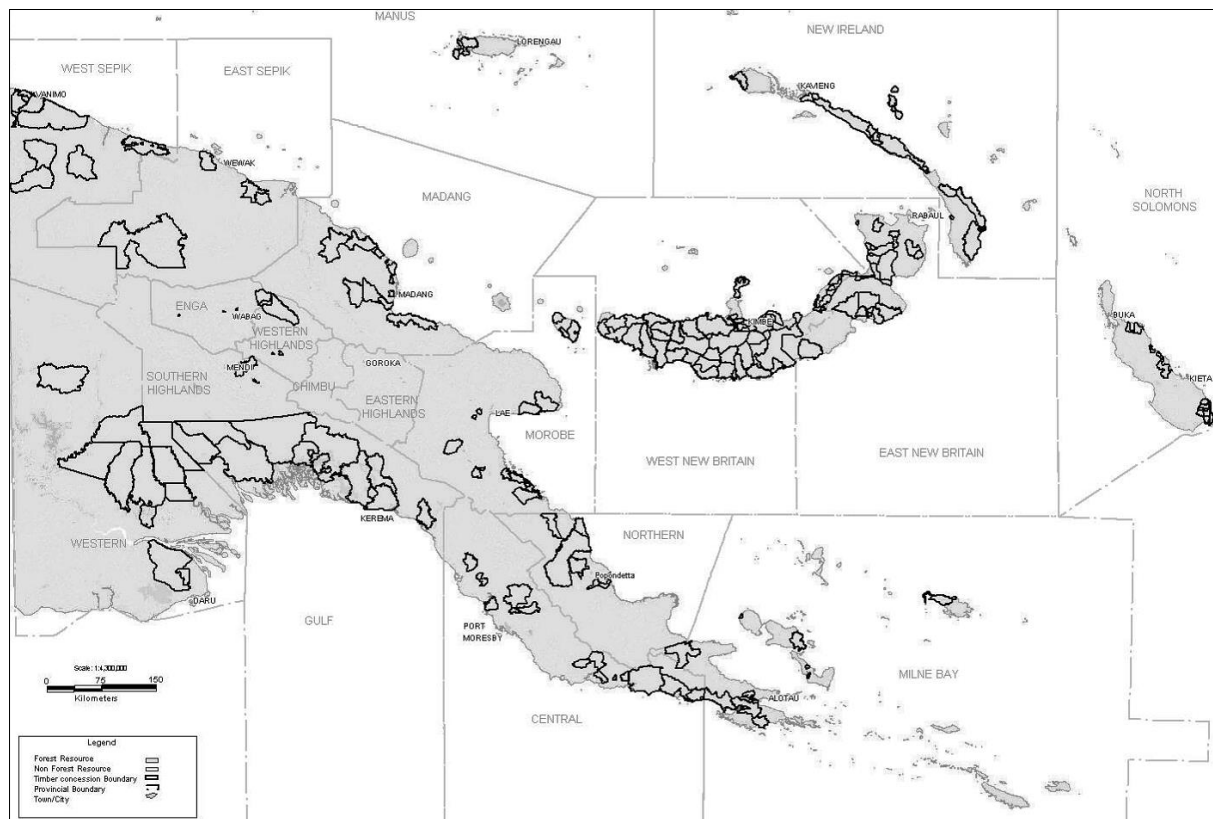 MANUS
NEW IRELAND
LORENGAU
WEST SEPIK
EAST SEPIK
KAVIENG
VANIMO
WEWAK
MADANG
NORTH
SOLOMONS
RABAUL
MADANG
ENGA
WABAG
WESTERN
HIGHLANDS
KIMBE
BUKA
MENDI
GOROKA
SOUTHERN
HIGHLANDS
CHIMBU
EASTERN
HIGHLANDS
KIETA
LAE
MOROBE
WEST NEW BRITAIN
EAST NEW BRITAIN
KEREMA
WESTERN
NORTHERN
Popondetta
DARU
GULF
PORT
MORESBY
MILNE BAY
ALOTAU
CENTRAL
Scale: 1:4,300,000
0 75 150
Kilometers
Legend
Forest Resource
Non Forest Resource
Timber concession Boundary
Provincial Boundary
Town/City